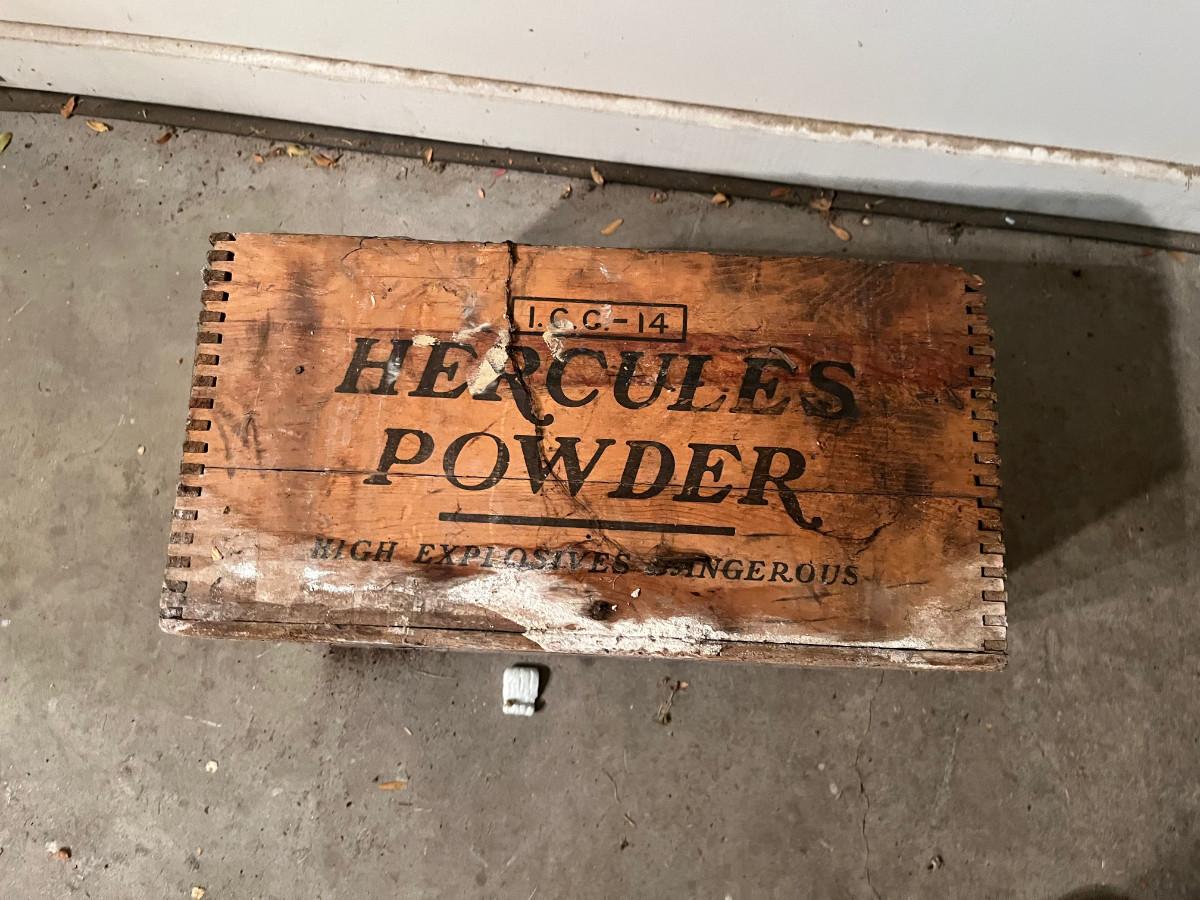 I.C.C.-14
HERCULES
POWDER
HIGH EXPLOSIVES DANGEROUS